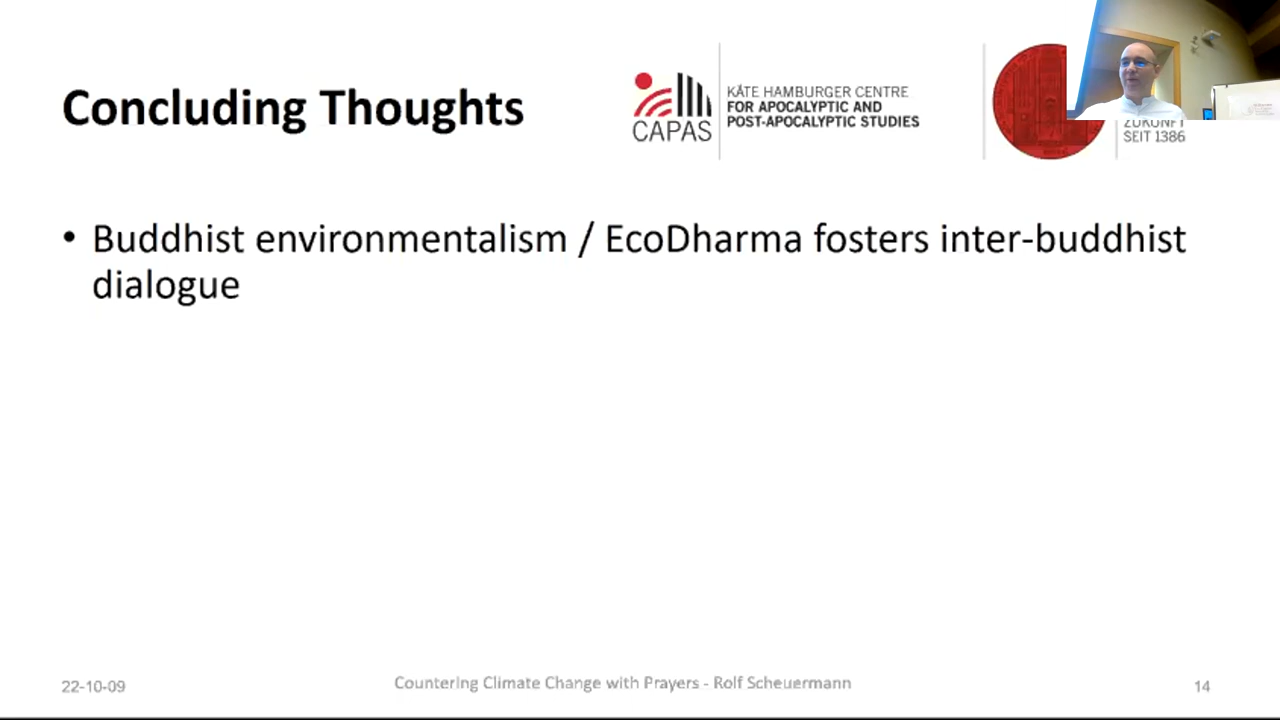 Concluding Thoughts
CAPAS
KÄTE HAMBURGER CENTRE
FOR APOCALYPTIC AND
POST-APOCALYPTIC STUDIES
ZUKUNFT
SEIT 1386
• Buddhist environmentalism / EcoDharma fosters inter-buddhist
dialogue
22-10-09
Countering Climate Change with Prayers - Rolf Scheuermann
14